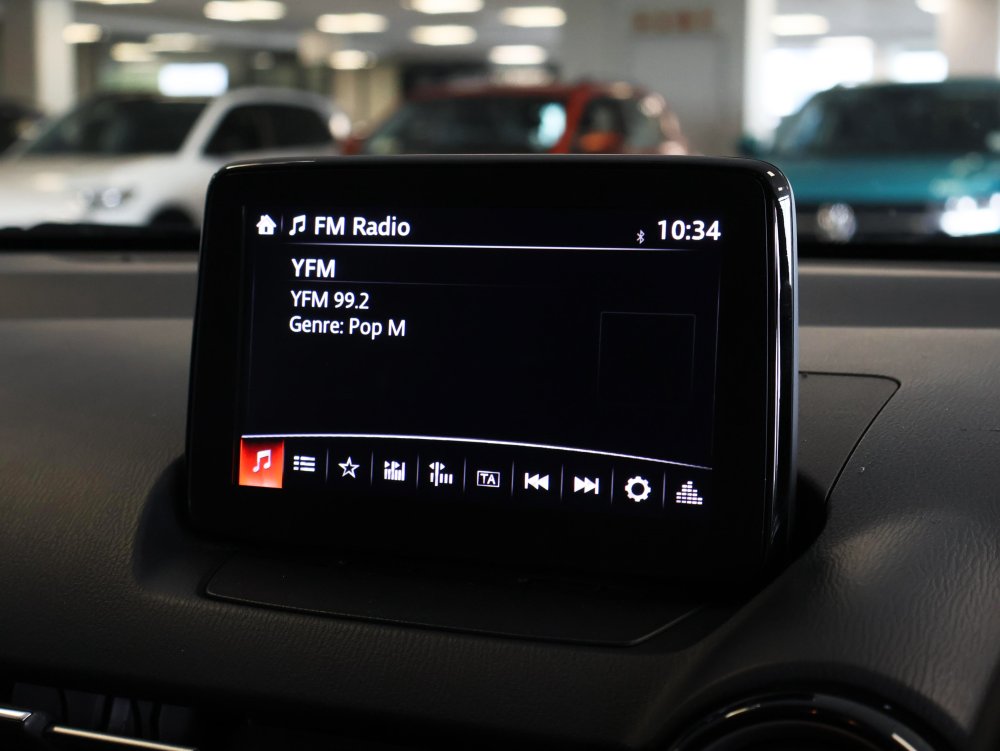 FM Radio
10:34
YFM
YFM 99.2
Genre: Pop M
TA